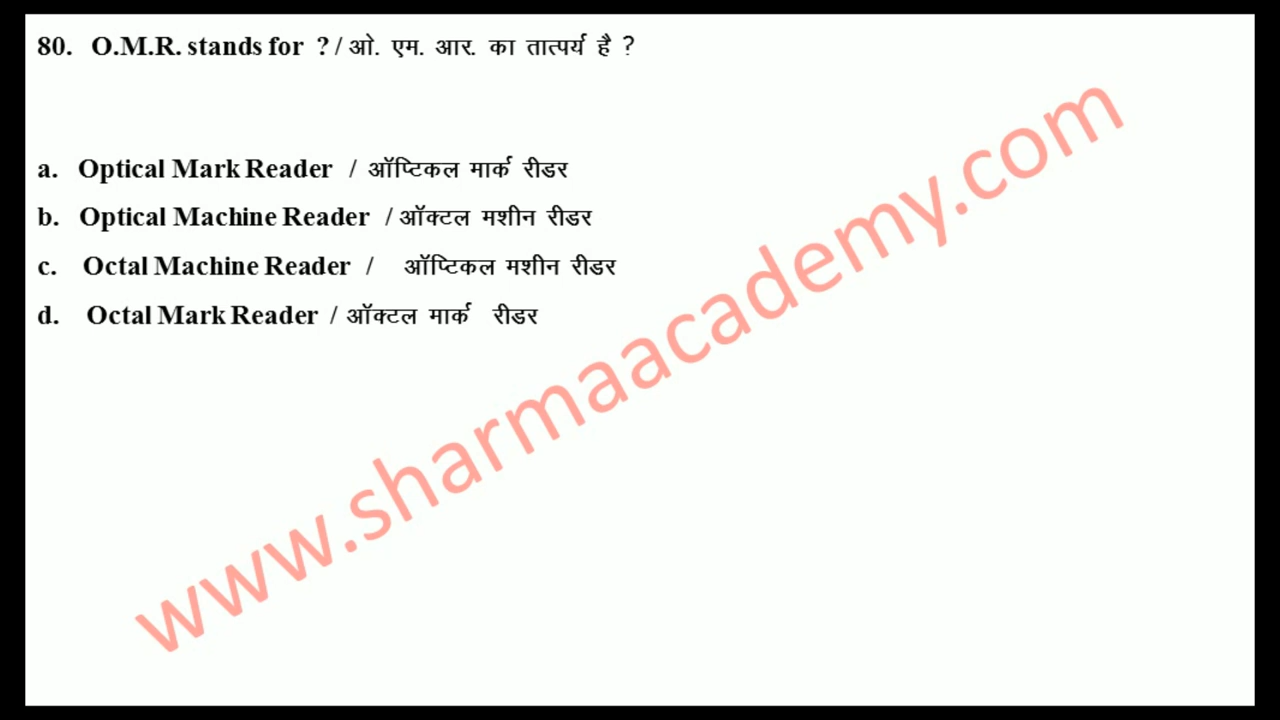 80. O.M.R. stands for ? / ओ. एम. आर. का तात्पर्य है ?
a. Optical Mark Reader / ऑप्टिकल मार्क रीडर
b. Optical Machine Reader / ऑक्टल मशीन रीडर
c. Octal Machine Reader / ऑप्टिकल मशीन रीडर
d. Octal Mark Reader / ऑक्टल मार्क रीडर
www.sharmaacademy.com